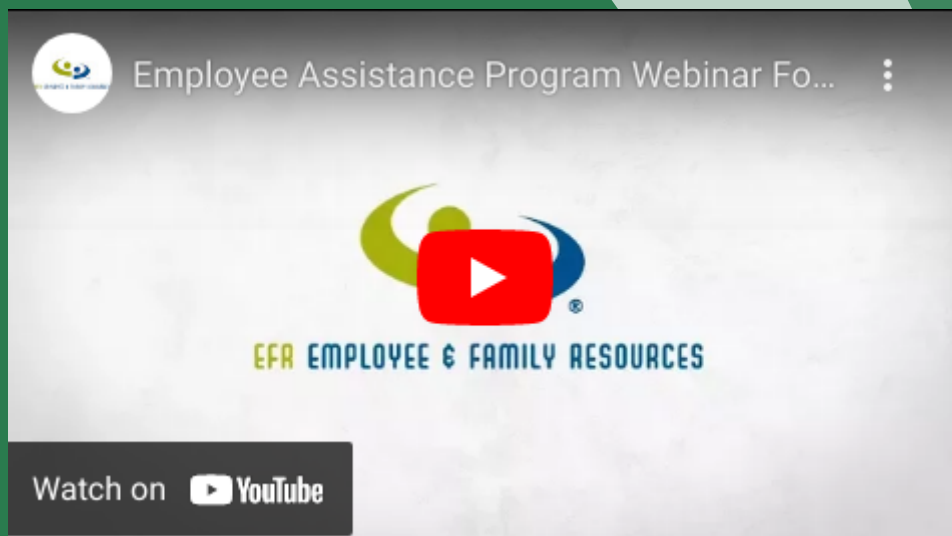 Employee Assistance Program Webinar Fo...
EFR EMPLOYEE & FAMILY RESOURCES
®
Watch on YouTube